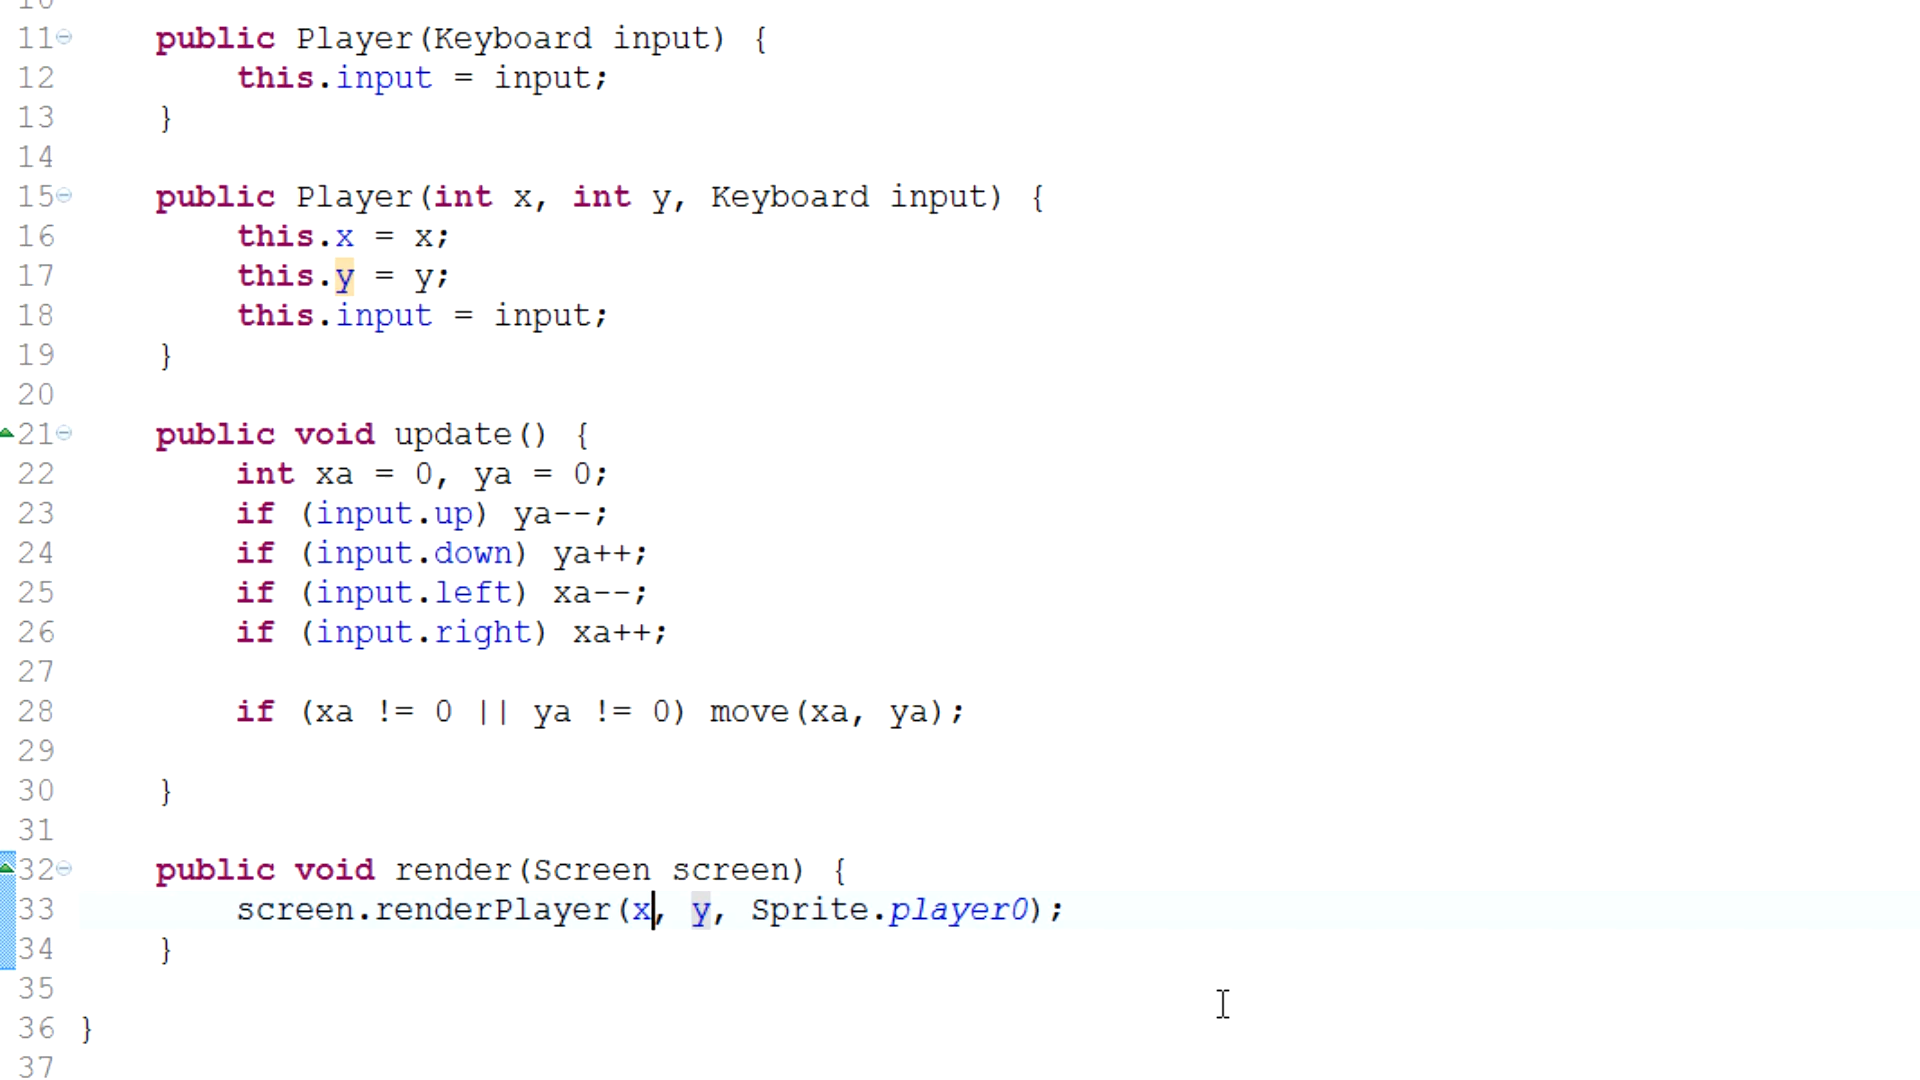 11 public Player(Keyboard input) {
12 this.input = input;
13 }
14
15 public Player(int x, int y, Keyboard input) {
16 this.x = x;
17 this.y = y;
18 this.input = input;
19 }
20
21 public void update() {
22 int xa = 0, ya = 0;
23 if (input.up) ya--;
24 if (input.down) ya++;
25 if (input.left) xa--;
26 if (input.right) xa++;
27
28 if (xa != 0 || ya != 0) move(xa, ya);
29
30 }
31
32 public void render(Screen screen) {
33 screen.renderPlayer(x, y, Sprite.player0);
34 }
35
36 }
37